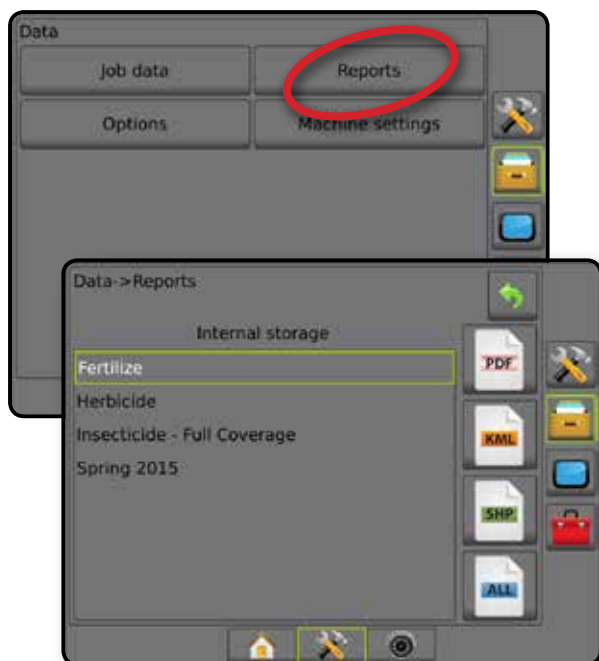 Data
Job data
Reports
Options
Machine settings
Data->Reports
Internal storage
Fertilize
Herbicide
Insecticide - Full Coverage
Spring 2015
PDF
KML
SHP
ALL